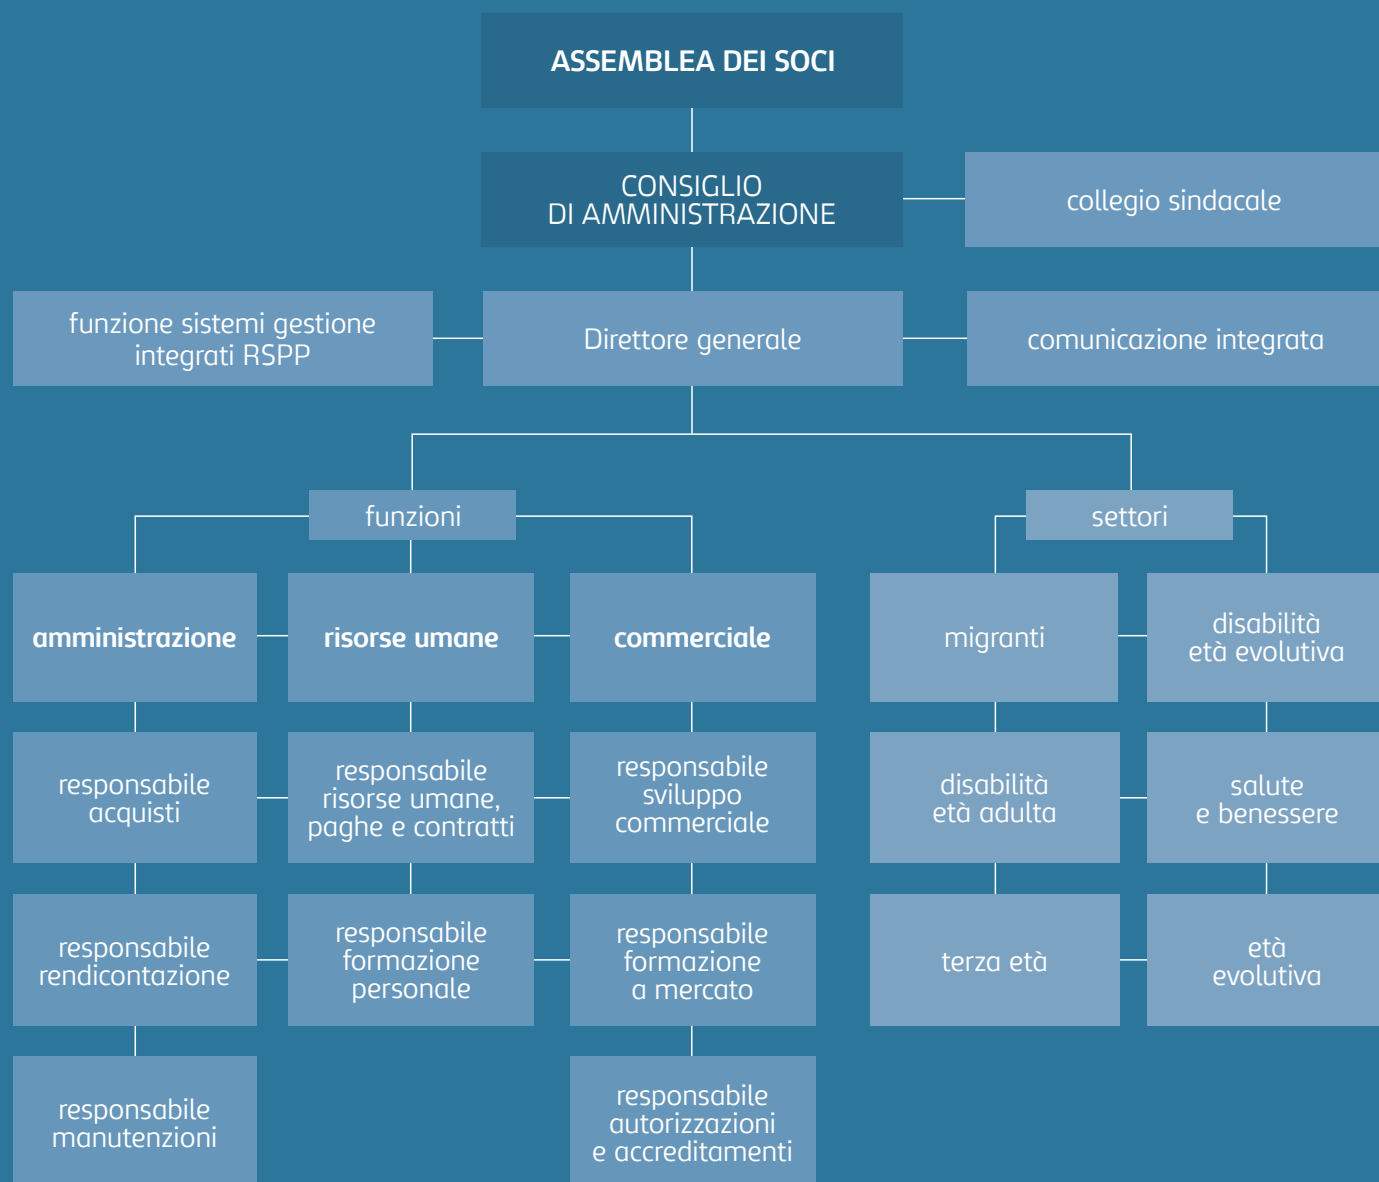 ASSEMBLEA DEI SOCI
CONSIGLIO
DI AMMINISTRAZIONE
collegio sindacale
funzione sistemi gestione
integrati RSPP
Direttore generale
comunicazione integrata
funzioni
settori
amministrazione
risorse umane
commerciale
migranti
disabilità
età evolutiva
responsabile
acquisti
responsabile
risorse umane,
paghe e contratti
responsabile
sviluppo
commerciale
disabilità
età adulta
salute
e benessere
responsabile
rendicontazione
responsabile
formazione
personale
responsabile
formazione
a mercato
terza età
età
evolutiva
responsabile
manutenzioni
responsabile
autorizzazioni
e accreditamenti